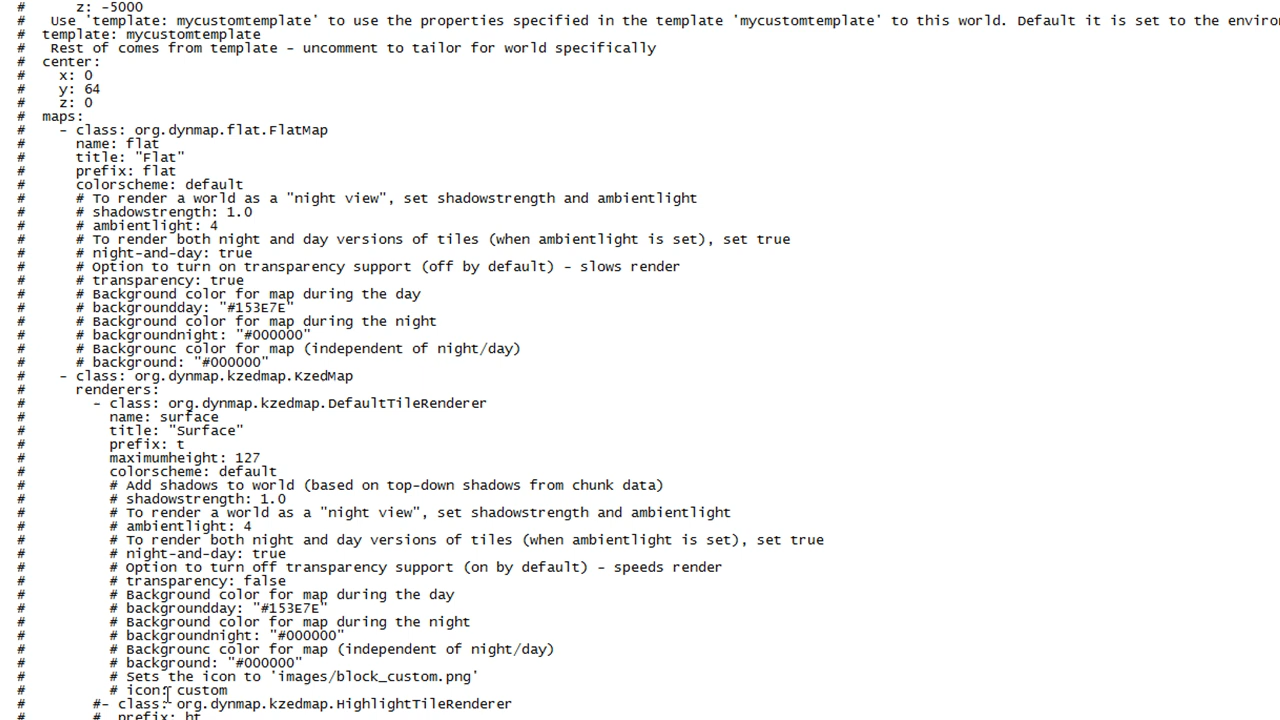 #      z: -5000
#   Use 'template: mycustomtemplate' to use the properties specified in the template 'mycustomtemplate' to this world. Default it is set to the enviro
#  template: mycustomtemplate
#   Rest of comes from template - uncomment to tailor for world specifically
#  center:
#    x: 0
#    y: 64
#    z: 0
#  maps:
#    - class: org.dynmap.flat.FlatMap
#      name: flat
#      title: "Flat"
#      prefix: flat
#      colorscheme: default
#      # To render a world as a "night view", set shadowstrength and ambientlight
#      # shadowstrength: 1.0
#      # ambientlight: 4
#      # To render both night and day versions of tiles (when ambientlight is set), set true
#      # night-and-day: true
#      # Option to turn on transparency support (off by default) - slows render
#      # transparency: true
#      # Background color for map during the day
#      # backgroundday: "#153E7E"
#      # Background color for map during the night
#      # backgroundnight: "#000000"
#      # Backgrounc color for map (independent of night/day)
#      # background: "#000000"
#    - class: org.dynmap.kzedmap.KzedMap
#      renderers:
#        - class: org.dynmap.kzedmap.DefaultTileRenderer
#          name: surface
#          title: "Surface"
#          prefix: t
#          maximumheight: 127
#          colorscheme: default
#          # Add shadows to world (based on top-down shadows from chunk data)
#          # shadowstrength: 1.0
#          # To render a world as a "night view", set shadowstrength and ambientlight
#          # ambientlight: 4
#          # To render both night and day versions of tiles (when ambientlight is set), set true
#          # night-and-day: true
#          # Option to turn off transparency support (on by default) - speeds render
#          # transparency: false
#          # Background color for map during the day
#          # backgroundday: "#153E7E"
#          # Background color for map during the night
#          # backgroundnight: "#000000"
#          # Backgrounc color for map (independent of night/day)
#          # background: "#000000"
#          # Sets the icon to 'images/block_custom.png'
#          # icon: custom
#        #- class: org.dynmap.kzedmap.HighlightTileRenderer
#        #  prefix: ht